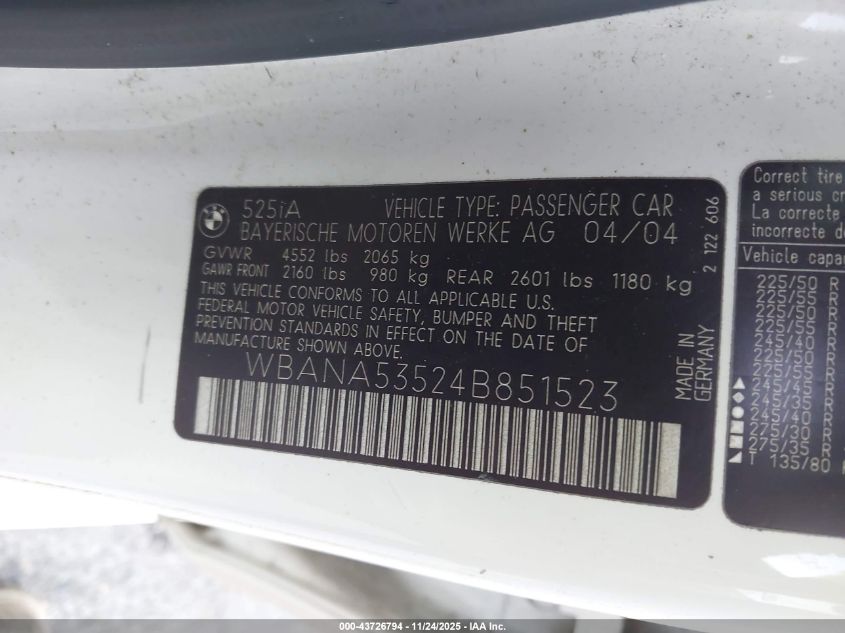 525iA VEHICLE TYPE: PASSENGER CAR
BAYERISCHE MOTOREN WERKE AG 04/04
GVWR 4552 lbs 2065 kg
GAWR FRONT 2160 lbs 980 kg REAR 2601 lbs 1180 kg
THIS VEHICLE CONFORMS TO ALL APPLICABLE U.S.
FEDERAL MOTOR VEHICLE SAFETY, BUMPER AND THEFT
PREVENTION STANDARDS IN EFFECT ON THE DATE OF
MANUFACTURE SHOWN ABOVE.
WBANA53524B851523
MADE IN
GERMANY
2 122 606
Correct tire
a serious cr
La correcte
incorrecte de
Vehicle capac
225/50 R
225/55 R
225/50 R
225/55 R
245/40 R
225/50 R
225/55 R
245/45 R
245/35 R
245/40 R
275/30 R
275/35 R
T 135/80
000-43726794 - 11/24/2025 - IAA Inc.